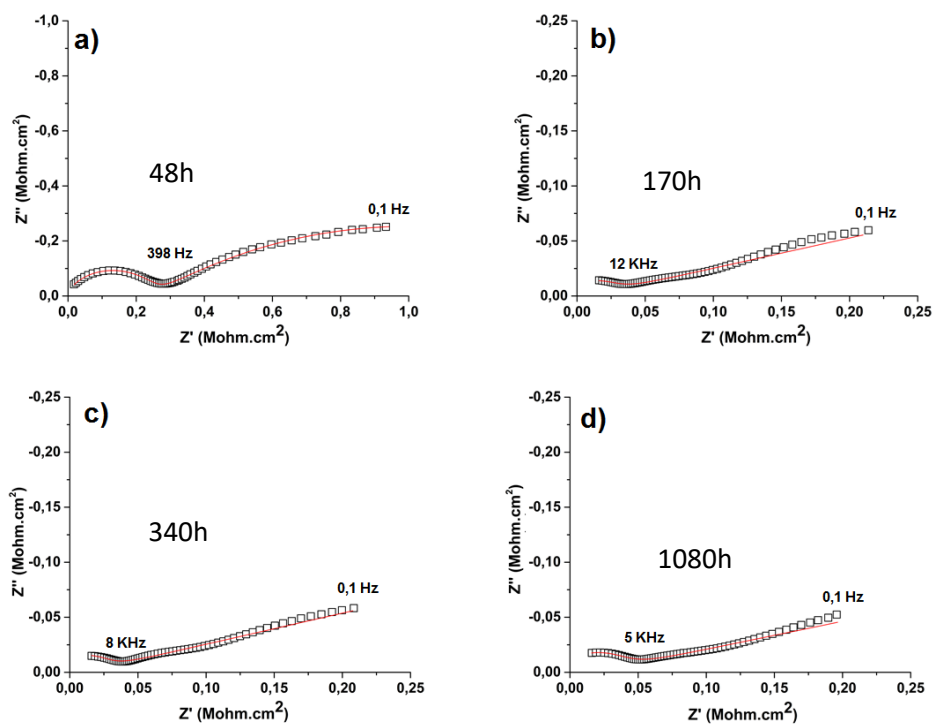 a)
-1,0
-0,8
-0,6
-0,4
-0,2
0,0
Z'' (Mohm.cm²)
48h
398 Hz
0,1 Hz
0,0 0,2 0,4 0,6 0,8 1,0
Z' (Mohm.cm²)
b)
-0,25
-0,20
-0,15
-0,10
-0,05
0,00
Z'' (Mohm.cm²)
170h
12 KHz
0,1 Hz
0,00 0,05 0,10 0,15 0,20 0,25
Z' (Mohm.cm²)
c)
-0,25
-0,20
-0,15
-0,10
-0,05
0,00
Z'' (Mohm.cm²)
340h
8 KHz
0,1 Hz
0,00 0,05 0,10 0,15 0,20 0,25
Z' (Mohm.cm²)
d)
-0,25
-0,20
-0,15
-0,10
-0,05
0,00
Z'' (Mohm.cm²)
1080h
5 KHz
0,1 Hz
0,00 0,05 0,10 0,15 0,20 0,25
Z' (Mohm.cm²)